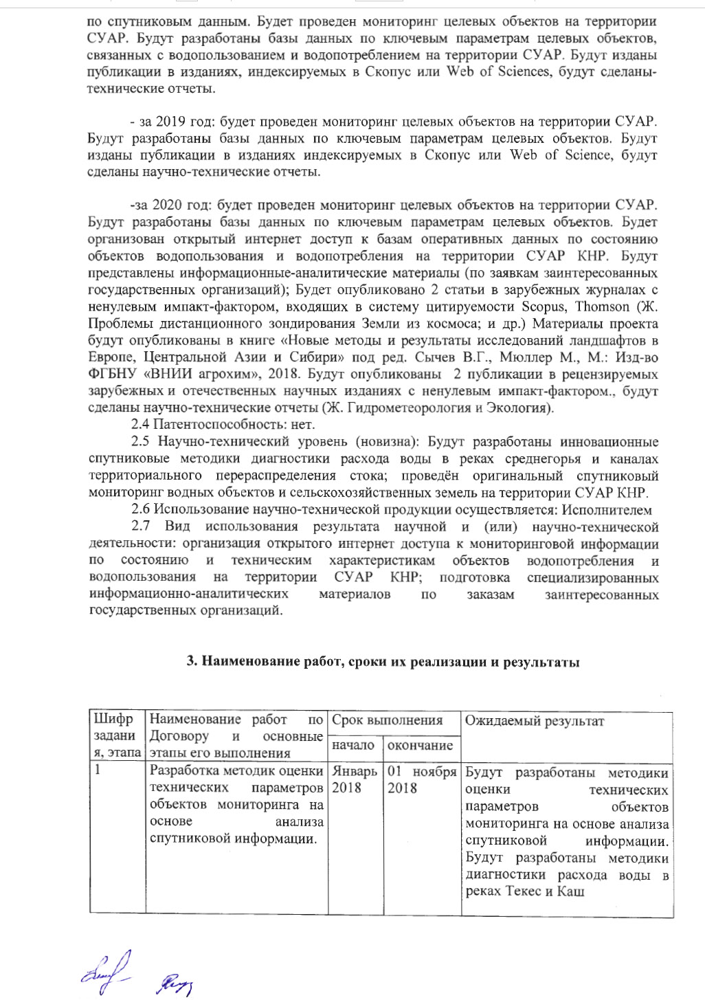 по спутниковым данным. Будет проведен мониторинг целевых объектов на территории
СУАР. Будут разработаны базы данных по ключевым параметрам целевых объектов,
связанных с водопользованием и водопотреблением на территории СУАР. Будут изданы
публикации в изданиях, индексируемых в Скопус или Web of Sciences, будут сделаны-
технические отчеты.
- за 2019 год: будет проведен мониторинг целевых объектов на территории СУАР.
Будут разработаны базы данных по ключевым параметрам целевых объектов. Будут
изданы публикации в изданиях индексируемых в Скопус или Web of Science, будут
сделаны научно-технические отчеты.
-за 2020 год: будет проведен мониторинг целевых объектов на территории СУАР.
Будут разработаны базы данных по ключевым параметрам целевых объектов. Будет
организован открытый интернет доступ к базам оперативных данных по состоянию
объектов водопользования и водопотребления на территории СУАР КНР. Будут
представлены информационные-аналитические материалы (по заявкам заинтересованных
государственных организаций); Будет опубликовано 2 статьи в зарубежных журналах с
ненулевым импакт-фактором, входящих в систему цитируемости Scopus, Thomson (Ж.
Проблемы дистанционного зондирования Земли из космоса; и др.) Материалы проекта
будут опубликованы в книге «Новые методы и результаты исследований ландшафтов в
Европе, Центральной Азии и Сибири» под ред. Сычев В.Г., Мюллер М., М.: Изд-во
ФГБНУ «ВНИИ агрохим», 2018. Будут опубликованы 2 публикации в рецензируемых
зарубежных и отечественных научных изданиях с ненулевым импакт-фактором., будут
сделаны научно-технические отчеты (Ж. Гидрометеорология и Экология).
2.4 Патентоспособность: нет.
2.5 Научно-технический уровень (новизна): Будут разработаны инновационные
спутниковые методики диагностики расхода воды в реках среднегорья и каналах
территориального перераспределения стока; проведён оригинальный спутниковый
мониторинг водных объектов и сельскохозяйственных земель на территории СУАР КНР.
2.6 Использование научно-технической продукции осуществляется: Исполнителем
2.7 Вид использования результата научной и (или) научно-технической
деятельности: организация открытого интернет доступа к мониторинговой информации
по состоянию и техническим характеристикам объектов водопотребления и
водопользования на территории СУАР КНР; подготовка специализированных
информационно-аналитических материалов по заказам заинтересованных
государственных организаций.
3. Наименование работ, сроки их реализации и результаты
Шифр
задани
я, этапа
Наименование работ по
Договору и основные
этапы его выполнения
Срок выполнения
начало
окончание
Ожидаемый результат
1
Разработка методик оценки
технических параметров
объектов мониторинга на
основе анализа
спутниковой информации.
Январь
2018
01 ноября
2018
Будут разработаны методики
оценки технических
параметров объектов
мониторинга на основе анализа
спутниковой информации.
Будут разработаны методики
диагностики расхода воды в
реках Текес и Каш